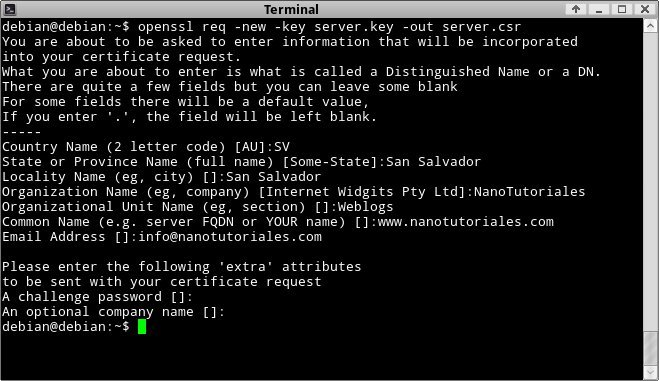 Terminal
debian@debian:~$ openssl req -new -key server.key -out server.csr
You are about to be asked to enter information that will be incorporated
into your certificate request.
What you are about to enter is what is called a Distinguished Name or a DN.
There are quite a few fields but you can leave some blank
For some fields there will be a default value,
If you enter '.', the field will be left blank.
-----
Country Name (2 letter code) [AU]:SV
State or Province Name (full name) [Some-State]:San Salvador
Locality Name (eg, city) []:San Salvador
Organization Name (eg, company) [Internet Widgits Pty Ltd]:NanoTutoriales
Organizational Unit Name (eg, section) []:Weblogs
Common Name (e.g. server FQDN or YOUR name) []:www.nanotutoriales.com
Email Address []:info@nanotutoriales.com
Please enter the following 'extra' attributes
to be sent with your certificate request
A challenge password []:
An optional company name []:
debian@debian:~$